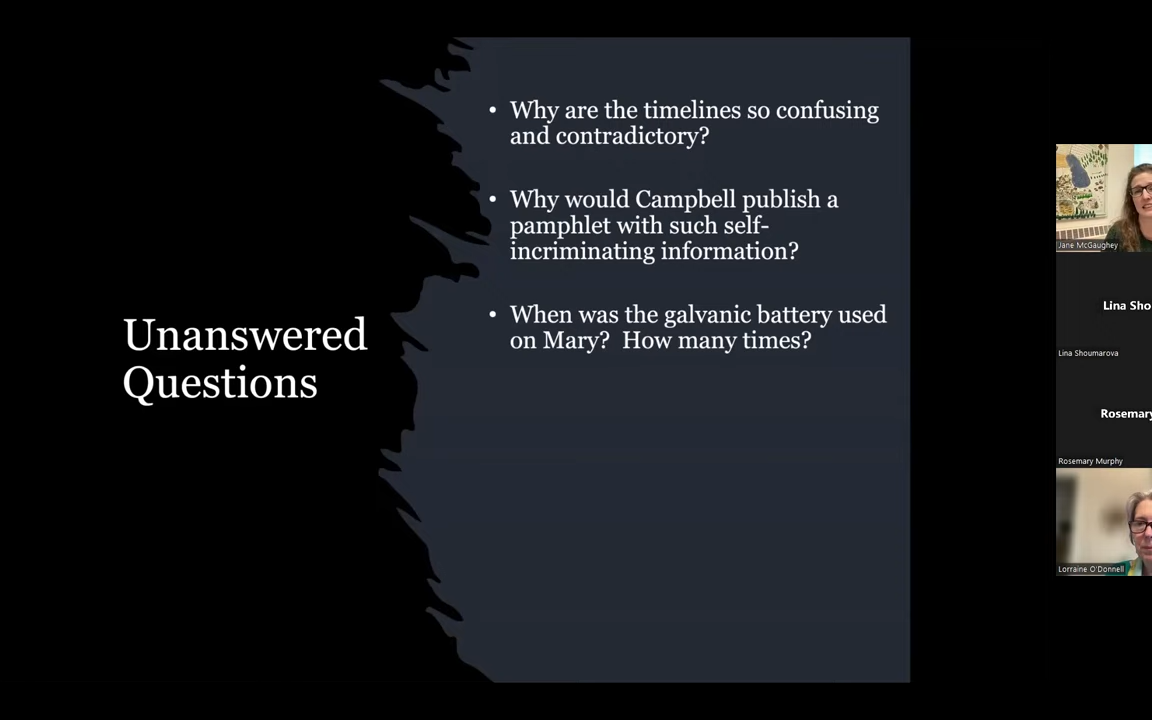 Unanswered
Questions
• Why are the timelines so confusing
and contradictory?
• Why would Campbell publish a
pamphlet with such self-
incriminating information?
• When was the galvanic battery used
on Mary?  How many times?
Jane McGaughey
Lina Sho
Lina Shoumarova
Rosemary
Rosemary Murphy
Lorraine O'Donnell